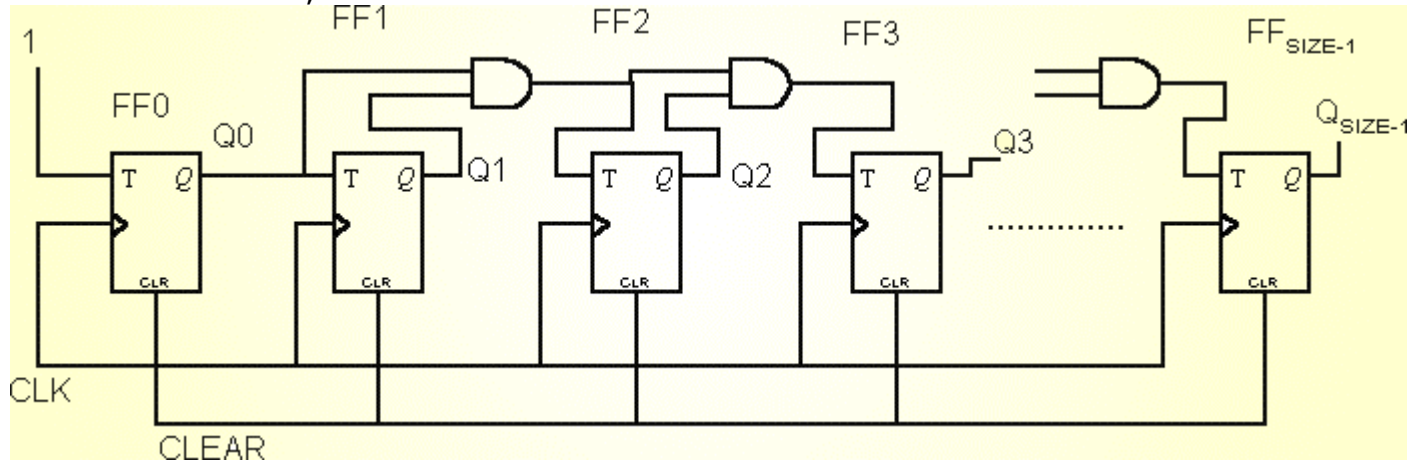 1
FF0
FF1
FF2
FF3
FFSIZE-1
Q0
Q1
Q2
Q3
QSIZE-1
T Q
T Q
T Q
T Q
T Q
CLR
CLR
CLR
CLR
CLR
..............
CLK
CLEAR